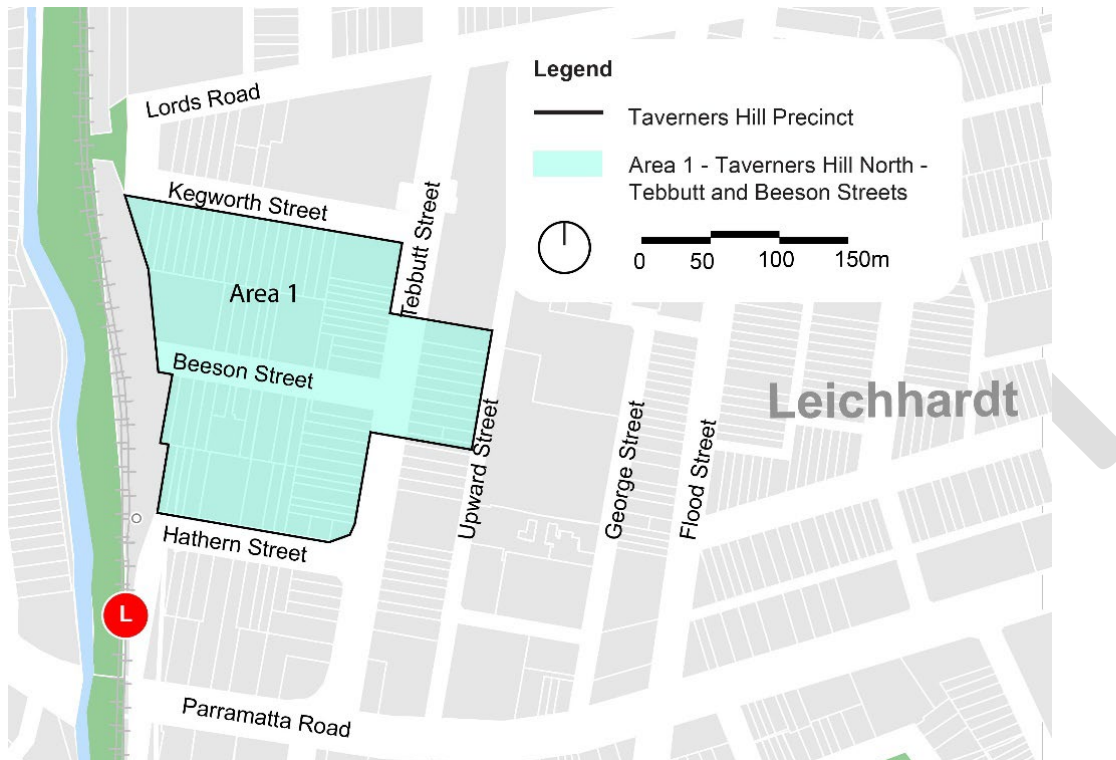 Legend
Taverners Hill Precinct
Area 1 - Taverners Hill North -
Tebbutt and Beeson Streets
0 50 100 150m
Lords Road
Kegworth Street
Tebbutt Street
Area 1
Beeson Street
Leichhardt
Upward Street
George Street
Flood Street
Hathern Street
L
Parramatta Road